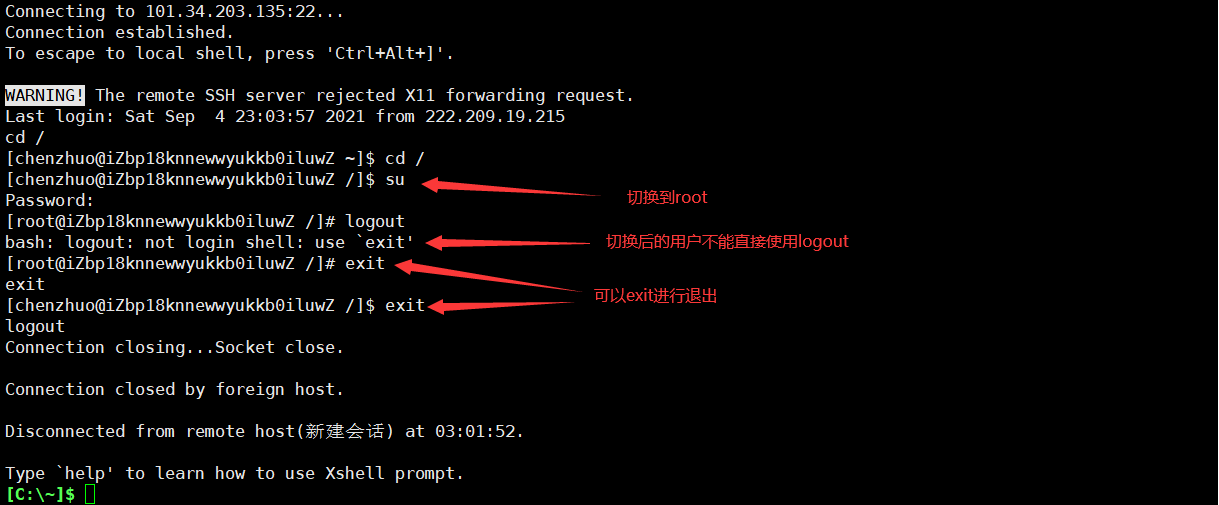 Connecting to 101.34.203.135:22...
Connection established.
To escape to local shell, press 'Ctrl+Alt+]'.
WARNING! The remote SSH server rejected X11 forwarding request.
Last login: Sat Sep  4 23:03:57 2021 from 222.209.19.215
cd /
[chenzhuo@iZbp18knnewwyukkb0iluwZ ~]$ cd /
[chenzhuo@iZbp18knnewwyukkb0iluwZ /]$ su
切换到root
Password:
[root@iZbp18knnewwyukkb0iluwZ /]# logout
bash: logout: not login shell: use `exit'
切换后的用户不能直接使用logout
[root@iZbp18knnewwyukkb0iluwZ /]# exit
exit
可以exit进行退出
[chenzhuo@iZbp18knnewwyukkb0iluwZ /]$ exit
logout
Connection closing...Socket close.
Connection closed by foreign host.
Disconnected from remote host(新建会话) at 03:01:52.
Type `help' to learn how to use Xshell prompt.
[C:\~]$